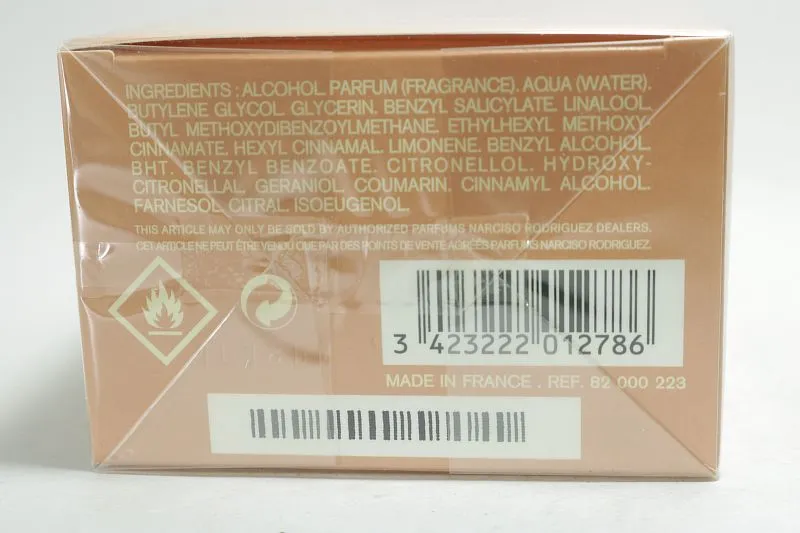 INGREDIENTS : ALCOHOL. PARFUM (FRAGRANCE). AQUA (WATER).
BUTYLENE GLYCOL. GLYCERIN. BENZYL SALICYLATE. LINALOOL.
BUTYL METHOXYDIBENZOYLMETHANE. ETHYLHEXYL METHOXY-
CINNAMATE. HEXYL CINNAMAL. LIMONENE. BENZYL ALCOHOL.
BHT. BENZYL BENZOATE. CITRONELLOL. HYDROXY-
CITRONELLAL. GERANIOL. COUMARIN. CINNAMYL ALCOHOL.
FARNESOL. CITRAL. ISOEUGENOL.
THIS ARTICLE MAY ONLY BE SOLD BY AUTHORIZED PARFUMS NARCISO RODRIGUEZ DEALERS.
CET ARTICLE NE PEUT ÊTRE VENDU QUE PAR DES POINTS DE VENTE AGRÉÉS PARFUMS NARCISO RODRIGUEZ.
3 423222 012786
MADE IN FRANCE . REF. 82 000 223